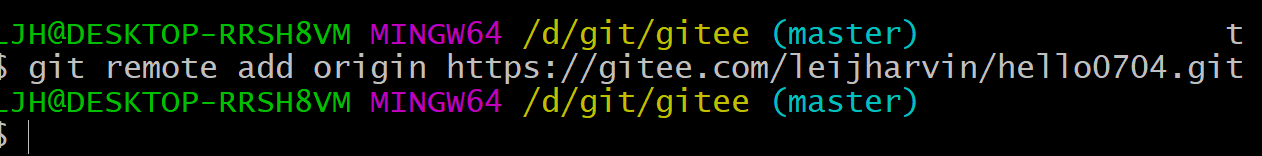 LJH@DESKTOP-RRSH8VM MINGW64 /d/git/gitee (master) t
$ git remote add origin https://gitee.com/leijharvin/hello0704.git
LJH@DESKTOP-RRSH8VM MINGW64 /d/git/gitee (master)
$